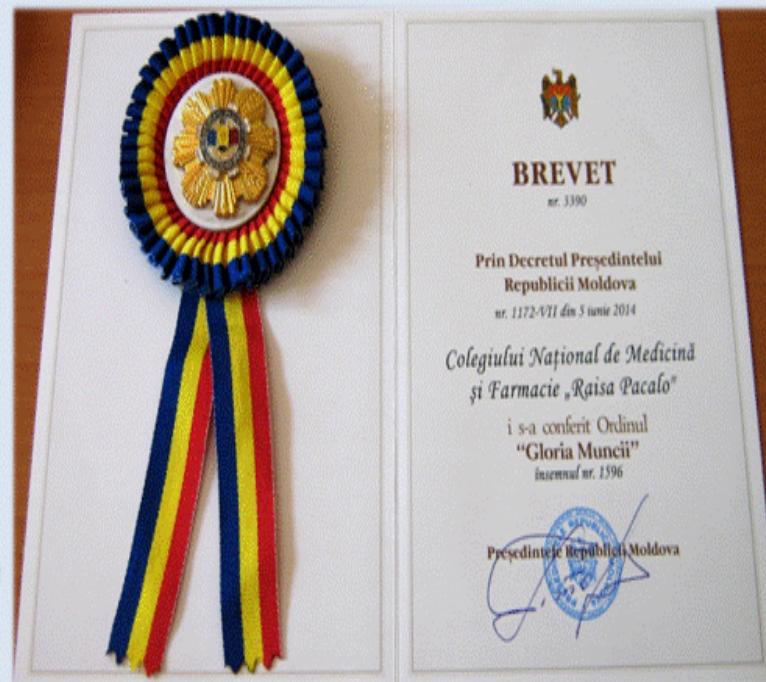 BREVET
nr. 3390
Prin Decretul Președintelui
Republicii Moldova
nr. 1172-VII din 5 iunie 2014
Colegiului Național de Medicină
și Farmacie „Raisa Pacalo”
i s-a conferit Ordinul
“Gloria Muncii”
însemnul nr. 1596
Președintele Republicii Moldova